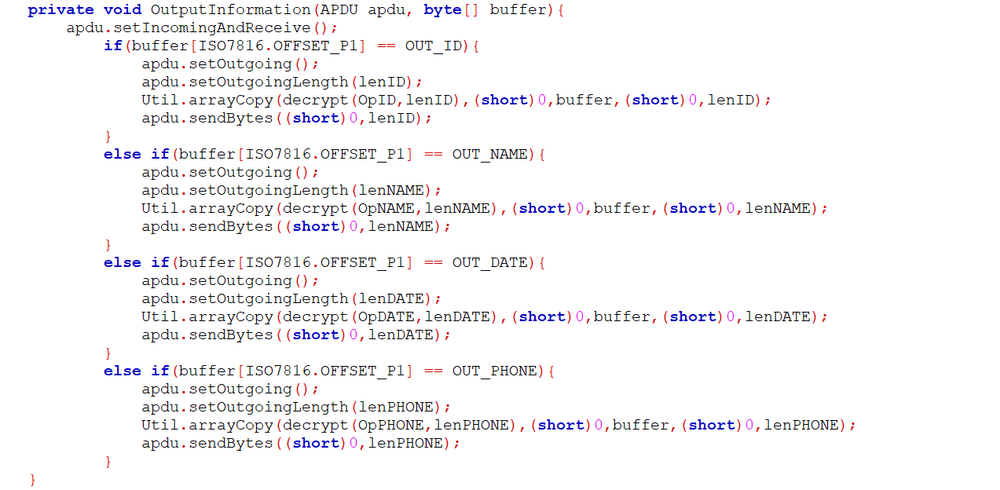 private void OutputInformation(APDU apdu, byte[] buffer){
    apdu.setIncomingAndReceive();
        if(buffer[ISO7816.OFFSET_P1] == OUT_ID){
            apdu.setOutgoing();
            apdu.setOutgoingLength(lenID);
            Util.arrayCopy(decrypt(OpID,lenID),(short)0,buffer,(short)0,lenID);
            apdu.sendBytes((short)0,lenID);
        }
        else if(buffer[ISO7816.OFFSET_P1] == OUT_NAME){
            apdu.setOutgoing();
            apdu.setOutgoingLength(lenNAME);
            Util.arrayCopy(decrypt(OpNAME,lenNAME),(short)0,buffer,(short)0,lenNAME);
            apdu.sendBytes((short)0,lenNAME);
        }
        else if(buffer[ISO7816.OFFSET_P1] == OUT_DATE){
            apdu.setOutgoing();
            apdu.setOutgoingLength(lenDATE);
            Util.arrayCopy(decrypt(OpDATE,lenDATE),(short)0,buffer,(short)0,lenDATE);
            apdu.sendBytes((short)0,lenDATE);
        }
        else if(buffer[ISO7816.OFFSET_P1] == OUT_PHONE){
            apdu.setOutgoing();
            apdu.setOutgoingLength(lenPHONE);
            Util.arrayCopy(decrypt(OpPHONE,lenPHONE),(short)0,buffer,(short)0,lenPHONE);
            apdu.sendBytes((short)0,lenPHONE);
        }
}